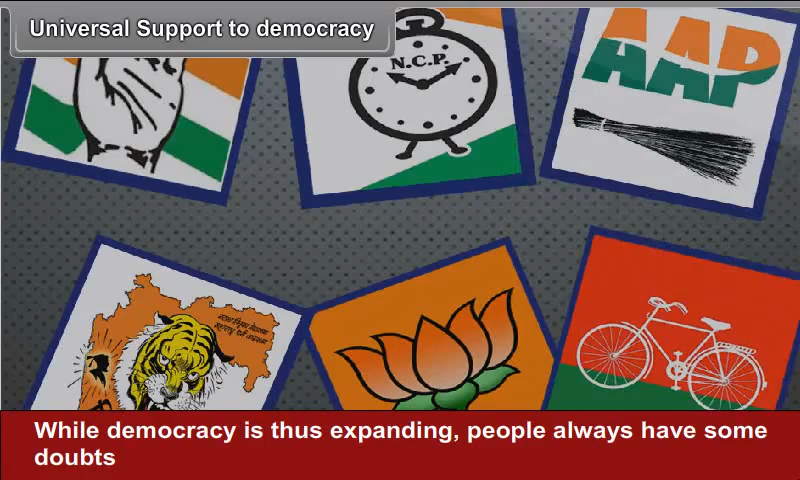 Universal Support to democracy
N.C.P.
AAP
While democracy is thus expanding, people always have some
doubts